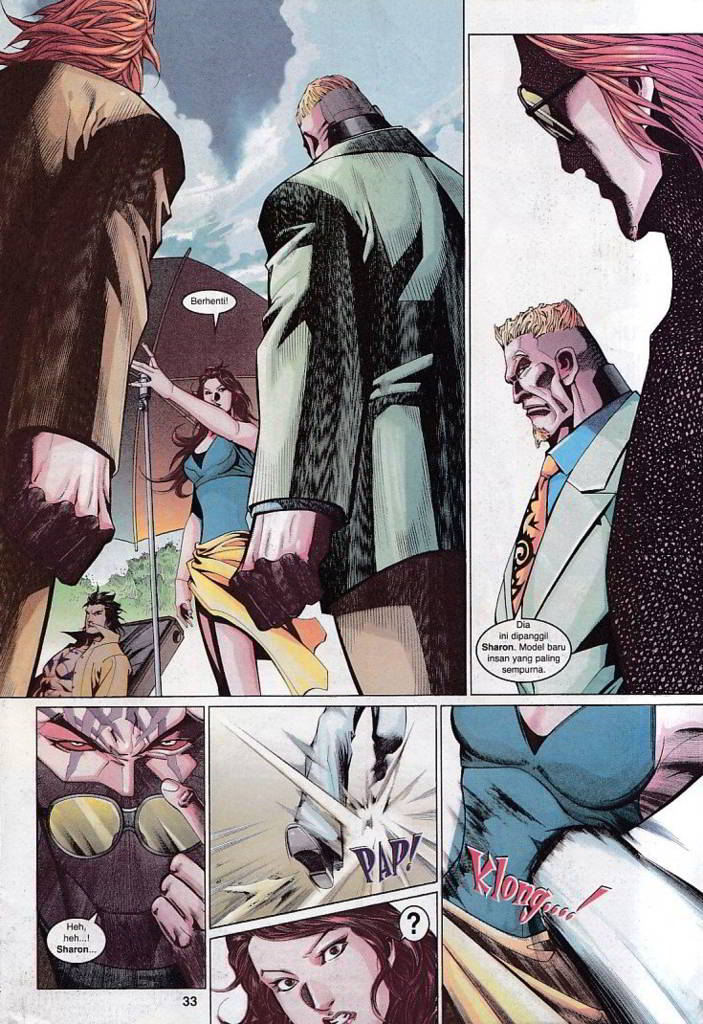 Berhenti!
Dia
ini dipanggil
Sharon. Model baru
insan yang paling
sempurna.
Heh,
heh...!
Sharon...
PAP!
?
Klong....!
33